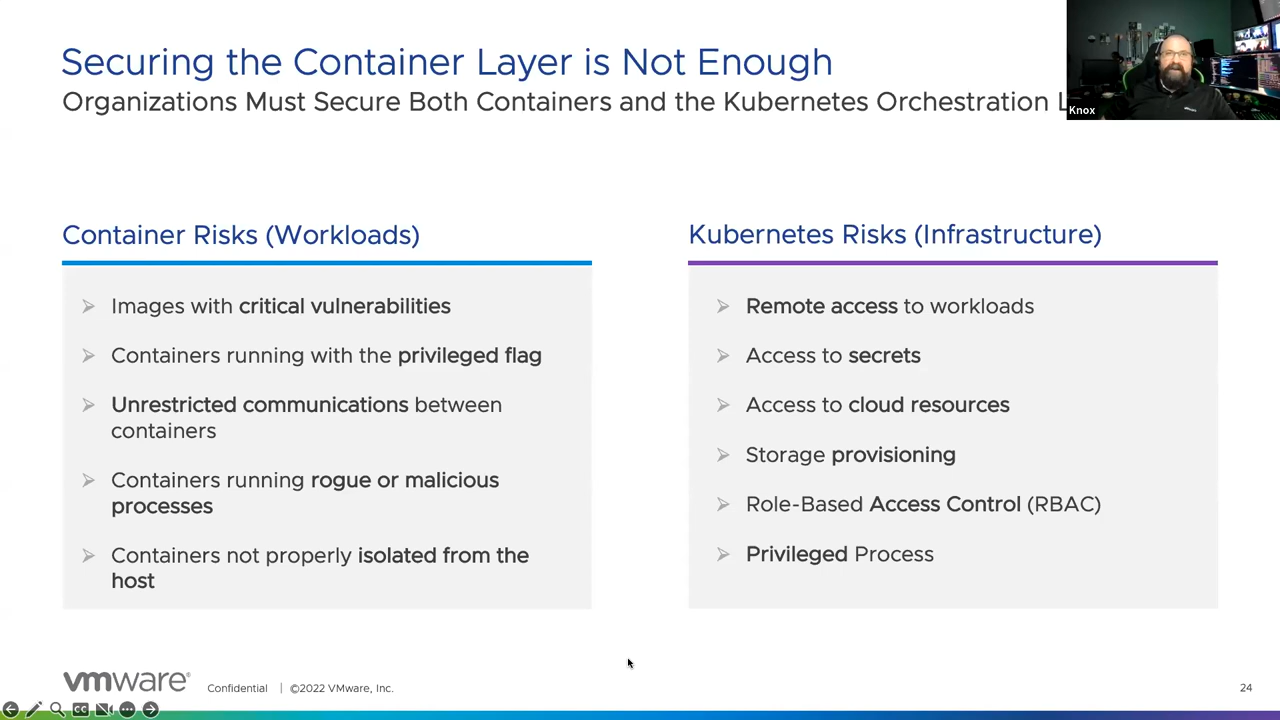 Securing the Container Layer is Not Enough
Organizations Must Secure Both Containers and the Kubernetes Orchestration L
Knox
Container Risks (Workloads)
Images with critical vulnerabilities
Containers running with the privileged flag
Unrestricted communications between
containers
Containers running rogue or malicious
processes
Containers not properly isolated from the
host
Kubernetes Risks (Infrastructure)
Remote access to workloads
Access to secrets
Access to cloud resources
Storage provisioning
Role-Based Access Control (RBAC)
Privileged Process
vmware® Confidential | ©2022 VMware, Inc. 24
CC